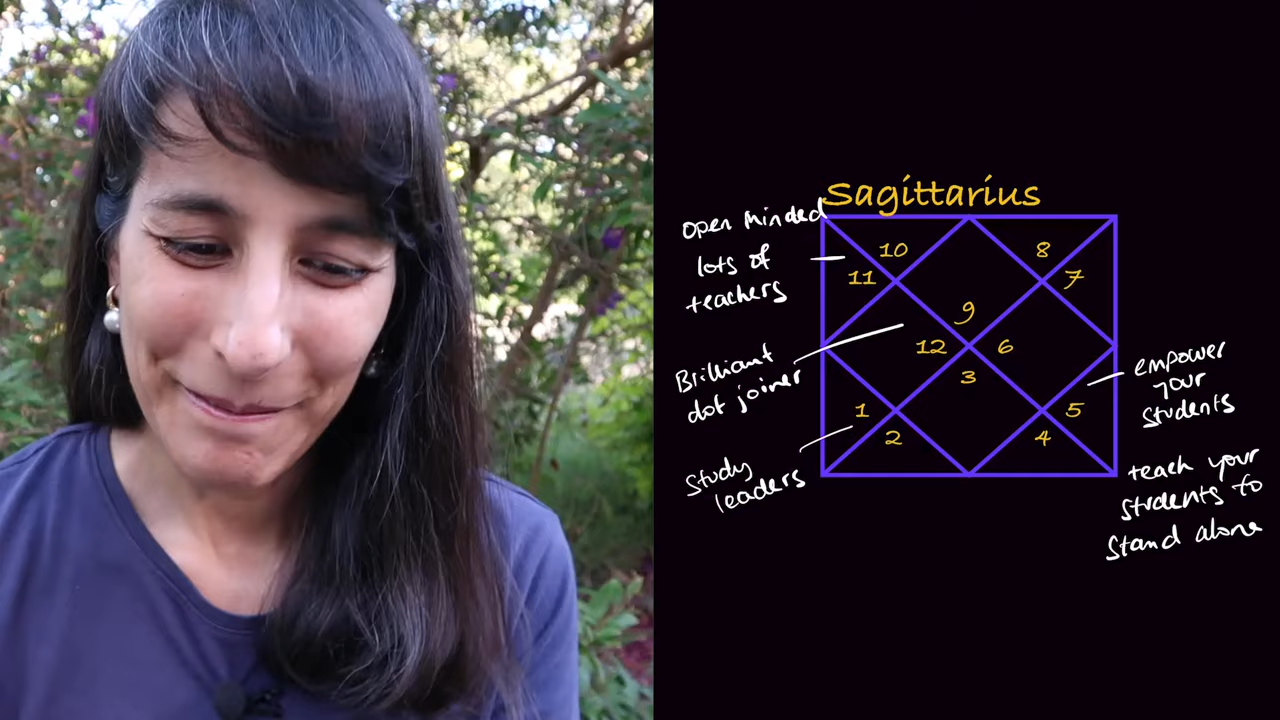 Sagittarius
Open minded
lots of
teachers
10
11
8
7
9
12
6
3
Brilliant
dot joiner
1
2
5
4
Study
leaders
empower
your
students
teach your
students to
stand alone